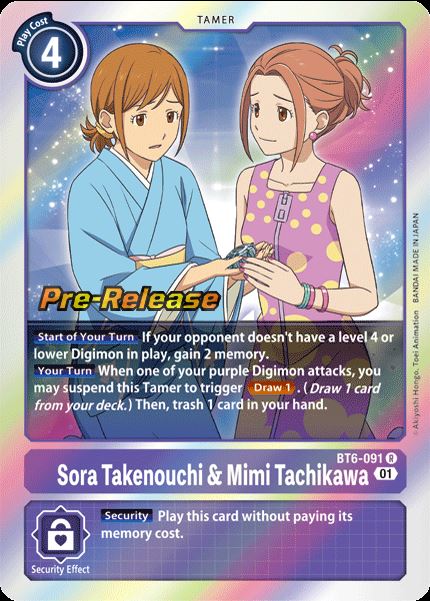 TAMER
Play Cost
4
Pre-Release
Start of Your Turn If your opponent doesn't have a level 4 or
lower Digimon in play, gain 2 memory.
Your Turn When one of your purple Digimon attacks, you
may suspend this Tamer to trigger Draw 1. (Draw 1 card
from your deck.) Then, trash 1 card in your hand.
©Akiyoshi Hongo, Toei Animation BANDAI MADE IN JAPAN
BT6-091 R
Sora Takenouchi & Mimi Tachikawa 01
Security Play this card without paying its
memory cost.
Security Effect